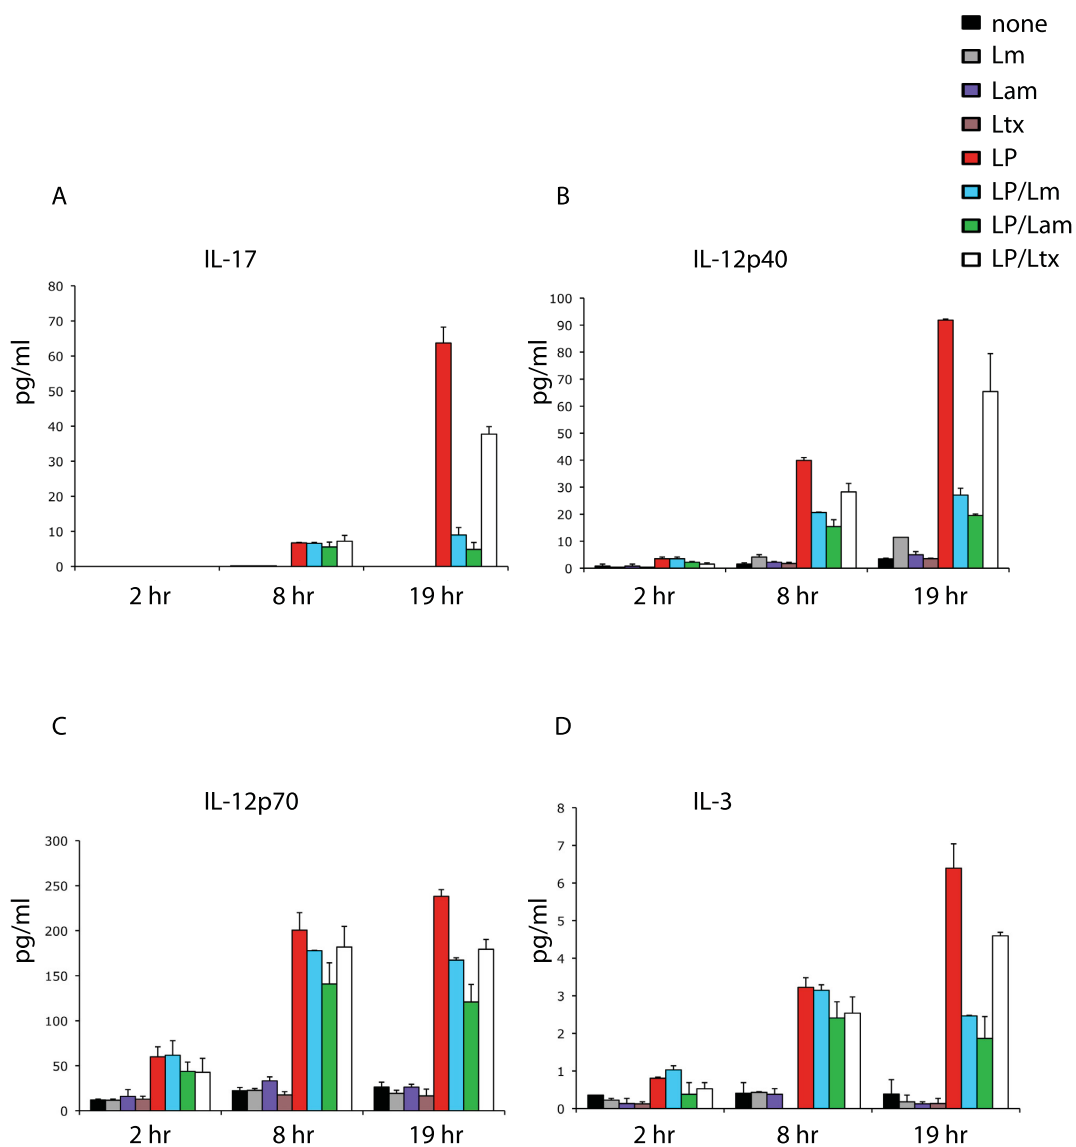 none
Lm
Lam
Ltx
LP
LP/Lm
LP/Lam
LP/Ltx
A
IL-17
pg/ml
80
70
60
50
40
30
20
10
0
2 hr 8 hr 19 hr
B
IL-12p40
pg/ml
100
90
80
70
60
50
40
30
20
10
0
2 hr 8 hr 19 hr
C
IL-12p70
pg/ml
300
250
200
150
100
50
0
2 hr 8 hr 19 hr
D
IL-3
pg/ml
8
7
6
5
4
3
2
1
0
2 hr 8 hr 19 hr